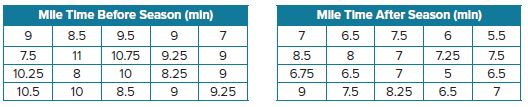 Mile Time Before Season (min)
9 8.5 9.5 9 7
7.5 11 10.75 9.25 9
10.25 8 10 8.25 9
10.5 10 8.5 9 9.25
Mile Time After Season (min)
7 6.5 7.5 6 5.5
8.5 8 7 7.25 7.5
6.75 6.5 7 5 6.5
9 7.5 8.25 6.5 7